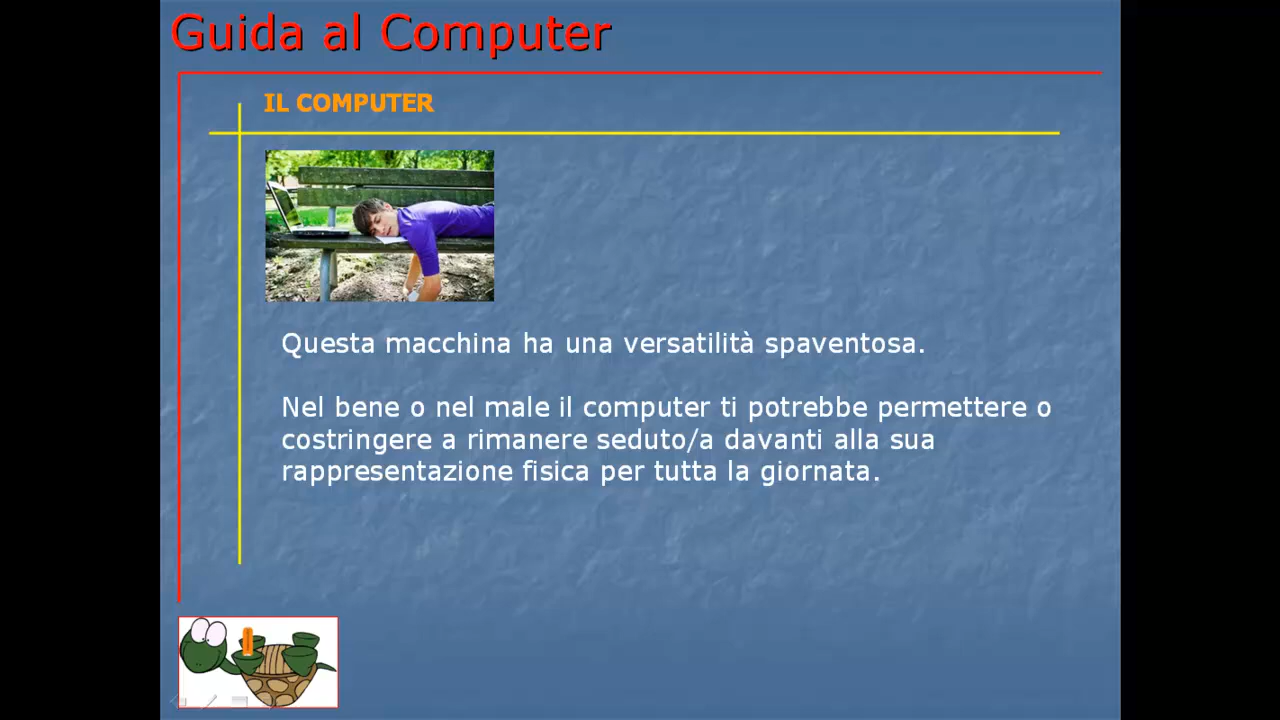 Guida al Computer
IL COMPUTER
Questa macchina ha una versatilità spaventosa.
Nel bene o nel male il computer ti potrebbe permettere o
costringere a rimanere seduto/a davanti alla sua
rappresentazione fisica per tutta la giornata.